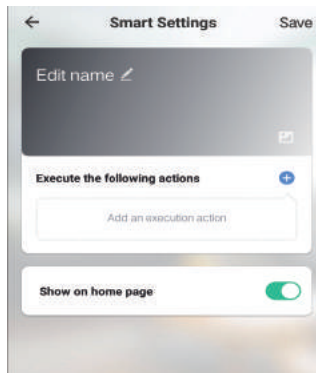 Smart Settings Save
Edit name
Execute the following actions
Add an execution action
Show on home page